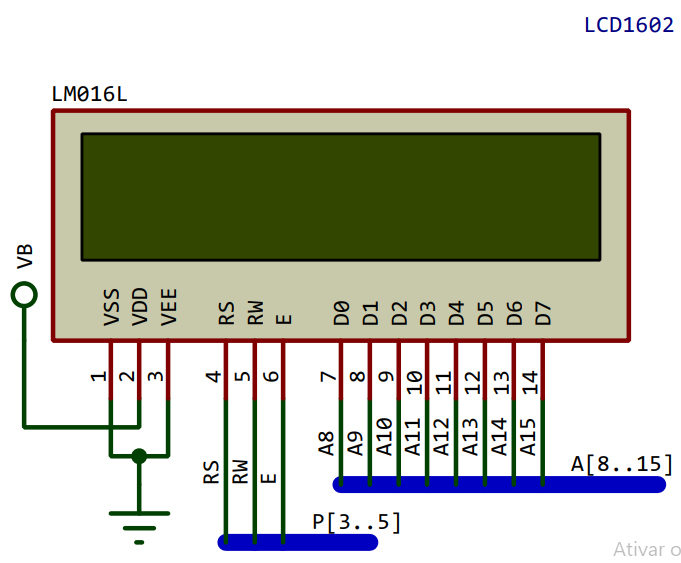 LCD1602
LM016L
VB
VSS
VDD
VEE
RS
RW
E
D0
D1
D2
D3
D4
D5
D6
D7
1
2
3
4
5
6
7
8
9
10
11
12
13
14
RS
RW
E
A8
A9
A10
A11
A12
A13
A14
A15
A[8..15]
P[3..5]
Ativar o